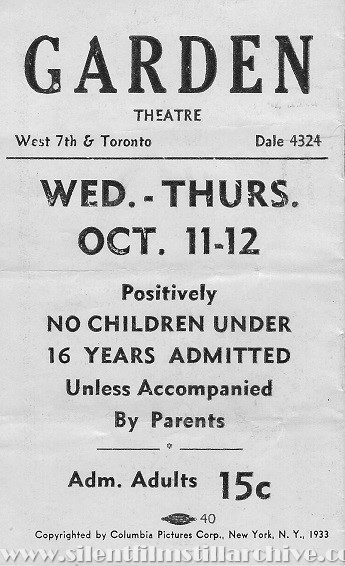 GARDEN
THEATRE
West 7th & Toronto Dale 4324
WED. - THURS.
OCT. 11-12
Positively
NO CHILDREN UNDER
16 YEARS ADMITTED
Unless Accompanied
By Parents
Adm. Adults 15c
40
Copyrighted by Columbia Pictures Corp., New York, N. Y., 1933
www.silentfilmstillarchive.com